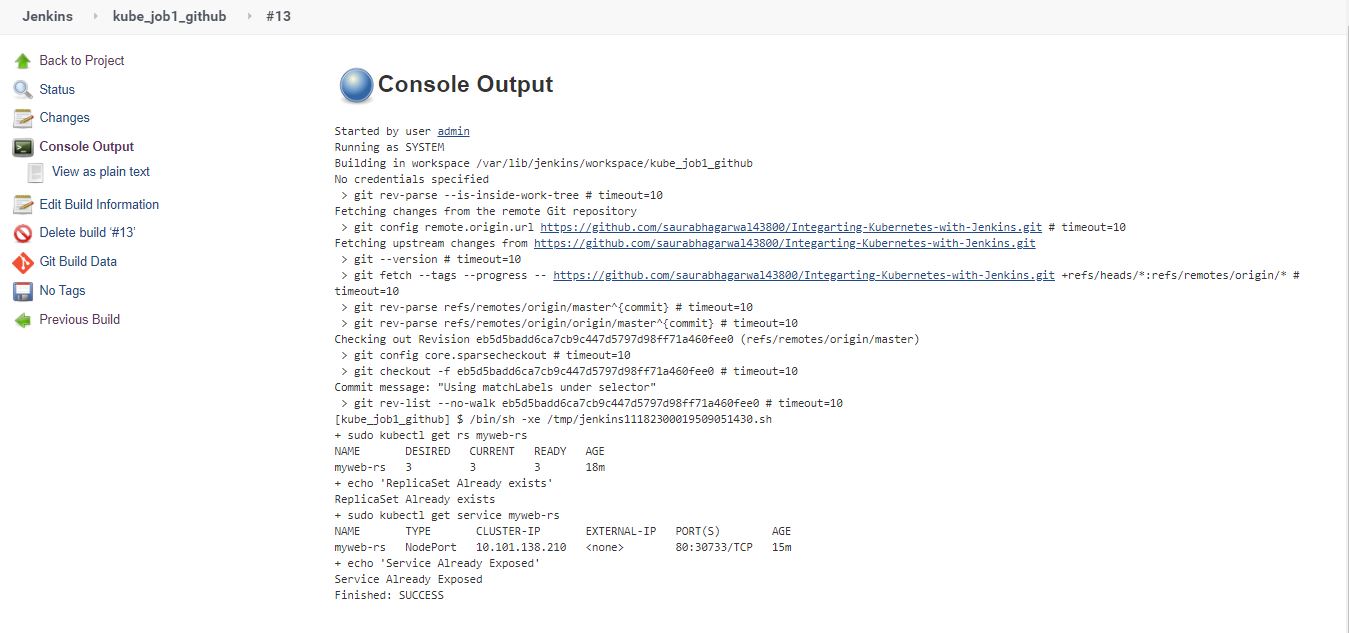 Jenkins kube_job1_github #13
Back to Project
Status
Changes
Console Output
View as plain text
Edit Build Information
Delete build ‘#13’
Git Build Data
No Tags
Previous Build
Console Output
Started by user admin
Running as SYSTEM
Building in workspace /var/lib/jenkins/workspace/kube_job1_github
No credentials specified
> git rev-parse --is-inside-work-tree # timeout=10
Fetching changes from the remote Git repository
> git config remote.origin.url https://github.com/saurabhagarwal43800/Integarting-Kubernetes-with-Jenkins.git # timeout=10
Fetching upstream changes from https://github.com/saurabhagarwal43800/Integarting-Kubernetes-with-Jenkins.git
> git --version # timeout=10
> git fetch --tags --progress -- https://github.com/saurabhagarwal43800/Integarting-Kubernetes-with-Jenkins.git +refs/heads/*:refs/remotes/origin/* #
timeout=10
> git rev-parse refs/remotes/origin/master^{commit} # timeout=10
> git rev-parse refs/remotes/origin/origin/master^{commit} # timeout=10
Checking out Revision eb5d5badd6ca7cb9c447d5797d98ff71a460fee0 (refs/remotes/origin/master)
> git config core.sparsecheckout # timeout=10
> git checkout -f eb5d5badd6ca7cb9c447d5797d98ff71a460fee0 # timeout=10
Commit message: "Using matchLabels under selector"
> git rev-list --no-walk eb5d5badd6ca7cb9c447d5797d98ff71a460fee0 # timeout=10
[kube_job1_github] $ /bin/sh -xe /tmp/jenkins11182300019509051430.sh
+ sudo kubectl get rs myweb-rs
NAME DESIRED CURRENT READY AGE
myweb-rs 3 3 3 18m
+ echo 'ReplicaSet Already exists'
ReplicaSet Already exists
+ sudo kubectl get service myweb-rs
NAME TYPE CLUSTER-IP EXTERNAL-IP PORT(S) AGE
myweb-rs NodePort 10.101.138.210 <none> 80:30733/TCP 15m
+ echo 'Service Already Exposed'
Service Already Exposed
Finished: SUCCESS